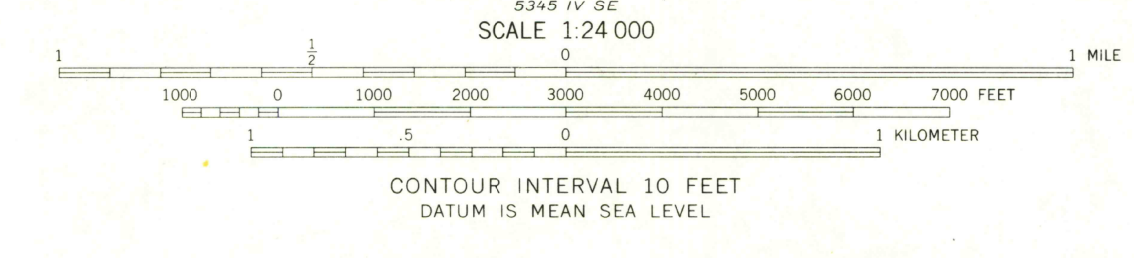 5345 IV SE
SCALE 1:24 000
1 ½ 0 1 MILE
1000 0 1000 2000 3000 4000 5000 6000 7000 FEET
1 .5 0 1 KILOMETER
CONTOUR INTERVAL 10 FEET
DATUM IS MEAN SEA LEVEL